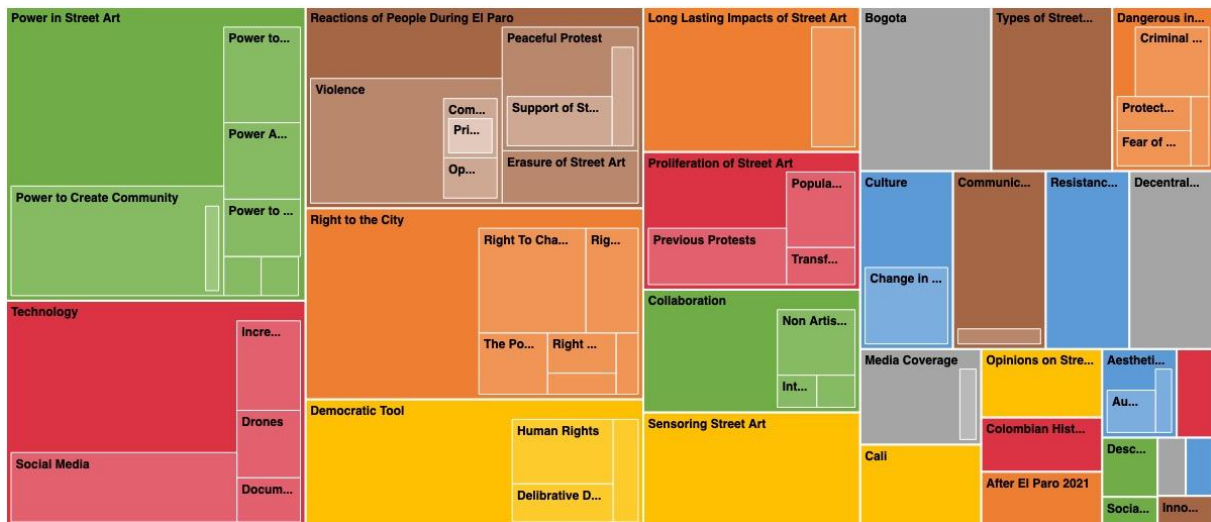 Power in Street Art
Power to...
Power A...
Power to Create Community
Power to ...
Technology
Incre...
Drones
Social Media
Docum...
Reactions of People During El Paro
Peaceful Protest
Violence
Com...
Pri...
Op...
Support of St...
Erasure of Street Art
Right to the City
Right To Cha...
Rig...
The Po...
Right ...
Democratic Tool
Human Rights
Delibrative D...
Long Lasting Impacts of Street Art
Proliferation of Street Art
Popula...
Previous Protests
Transf...
Collaboration
Non Artis...
Int...
Sensoring Street Art
Bogota
Types of Street...
Dangerous in...
Criminal ...
Protect...
Fear of ...
Culture
Change in ...
Communic...
Resistanc...
Decentral...
Media Coverage
Opinions on Stre...
Aestheti...
Au...
Colombian Hist...
Cali
After El Paro 2021
Desc...
Socia...
Inno...